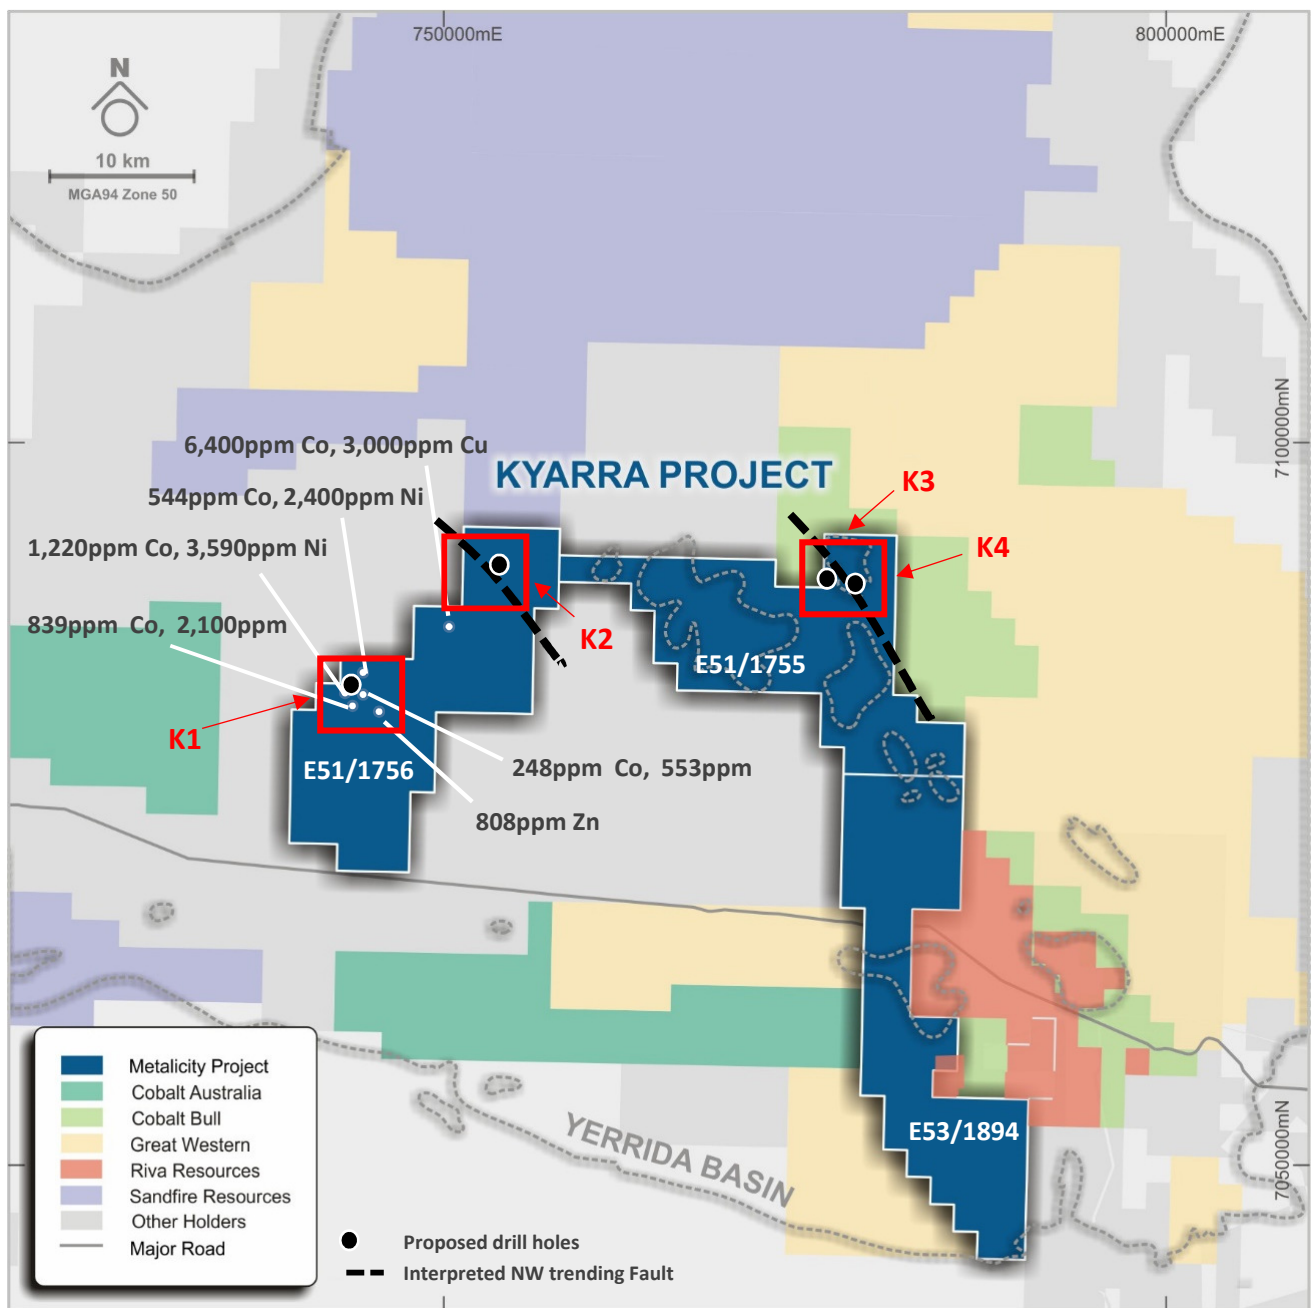 750000mE
800000mE
N
10 km
MGA94 Zone 50
7100000mN
6,400ppm Co, 3,000ppm Cu
KYARRA PROJECT
K3
544ppm Co, 2,400ppm Ni
1,220ppm Co, 3,590ppm Ni
K4
839ppm Co, 2,100ppm
K2
E51/1755
K1
E51/1756
248ppm Co, 553ppm
808ppm Zn
Metalicity Project
Cobalt Australia
Cobalt Bull
Great Western
Riva Resources
Sandfire Resources
Other Holders
Major Road
YERRIDA BASIN
E53/1894
7050000mN
Proposed drill holes
Interpreted NW trending Fault